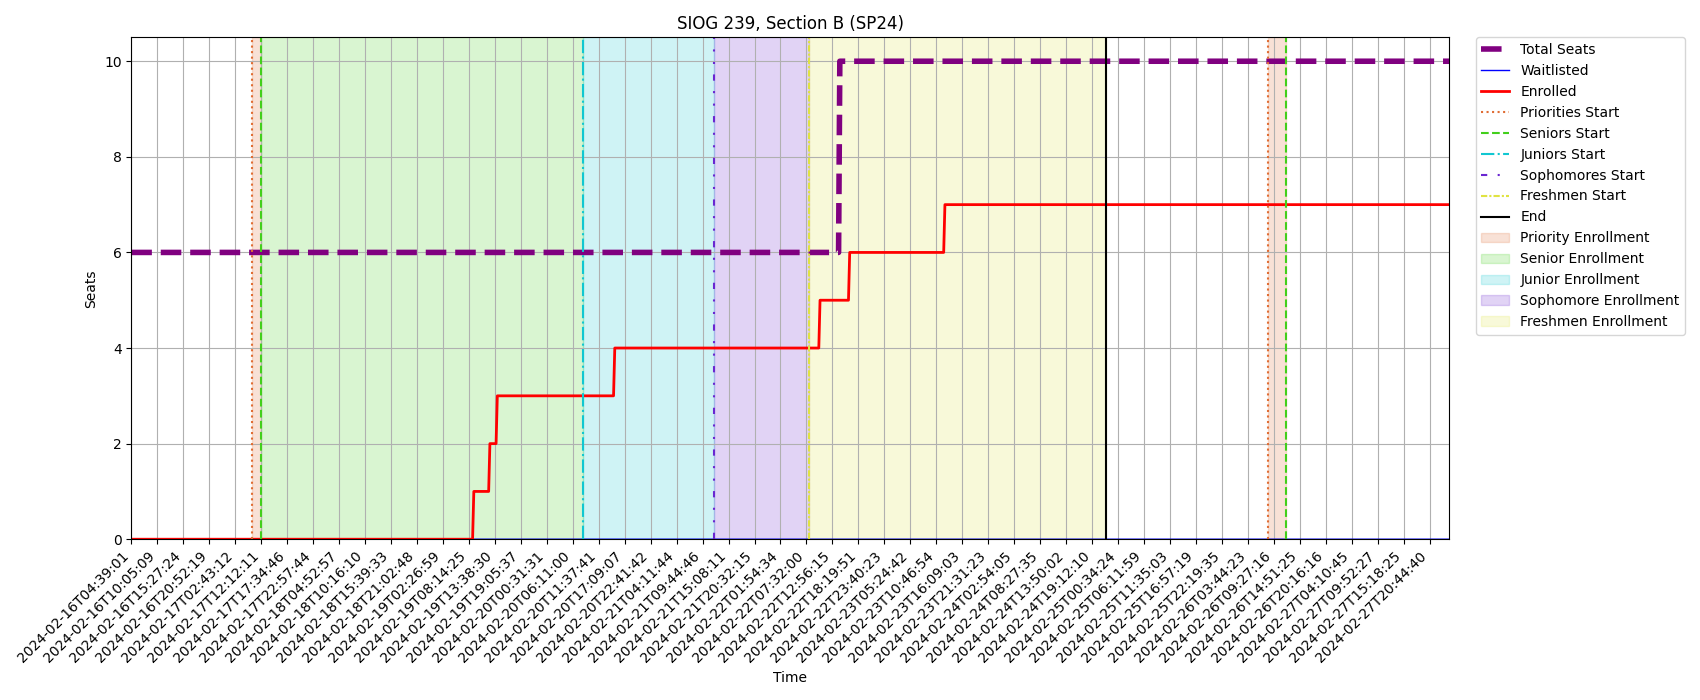 SIOG 239, Section B (SP24)
10
8
6
4
2
0
Seats
2024-02-16T04:39:01
2024-02-16T10:05:09
2024-02-16T15:27:24
2024-02-16T20:52:19
2024-02-17T02:43:12
2024-02-17T12:12:11
2024-02-17T17:34:46
2024-02-17T22:57:44
2024-02-18T04:52:57
2024-02-18T10:16:10
2024-02-18T15:39:33
2024-02-18T21:02:48
2024-02-19T02:26:59
2024-02-19T08:14:25
2024-02-19T13:38:30
2024-02-19T19:05:37
2024-02-20T00:31:31
2024-02-20T06:11:00
2024-02-20T11:37:41
2024-02-20T17:09:07
2024-02-20T22:41:42
2024-02-21T04:11:44
2024-02-21T09:44:46
2024-02-21T15:08:11
2024-02-21T20:32:15
2024-02-22T01:54:34
2024-02-22T07:32:00
2024-02-22T12:56:15
2024-02-22T18:19:51
2024-02-22T23:40:23
2024-02-23T05:24:42
2024-02-23T10:46:54
2024-02-23T16:09:03
2024-02-23T21:31:23
2024-02-24T02:54:05
2024-02-24T08:27:35
2024-02-24T13:50:02
2024-02-24T19:12:10
2024-02-25T00:34:24
2024-02-25T06:11:59
2024-02-25T11:35:03
2024-02-25T16:57:19
2024-02-25T22:19:35
2024-02-26T03:44:23
2024-02-26T09:27:16
2024-02-26T14:51:25
2024-02-26T20:16:16
2024-02-27T04:10:45
2024-02-27T09:52:27
2024-02-27T15:18:25
2024-02-27T20:44:40
Time
Total Seats
Waitlisted
Enrolled
Priorities Start
Seniors Start
Juniors Start
Sophomores Start
Freshmen Start
End
Priority Enrollment
Senior Enrollment
Junior Enrollment
Sophomore Enrollment
Freshmen Enrollment